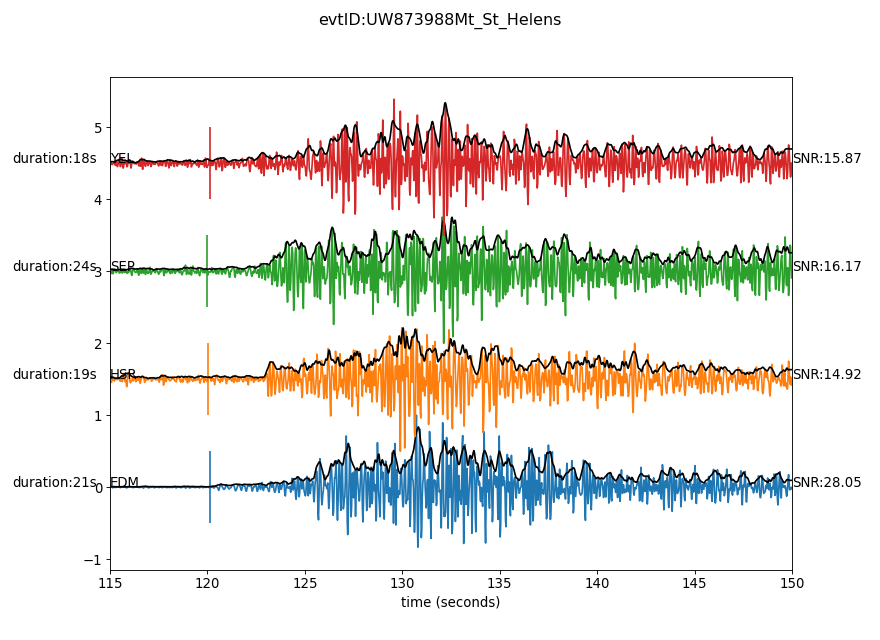 evtID:UW873988Mt_St_Helens
5
duration:18s YEL SNR:15.87
4
duration:24s SEP SNR:16.17
3
2
duration:19s HSR SNR:14.92
1
duration:21s EDM SNR:28.05
0
−1
115 120 125 130 135 140 145 150
time (seconds)